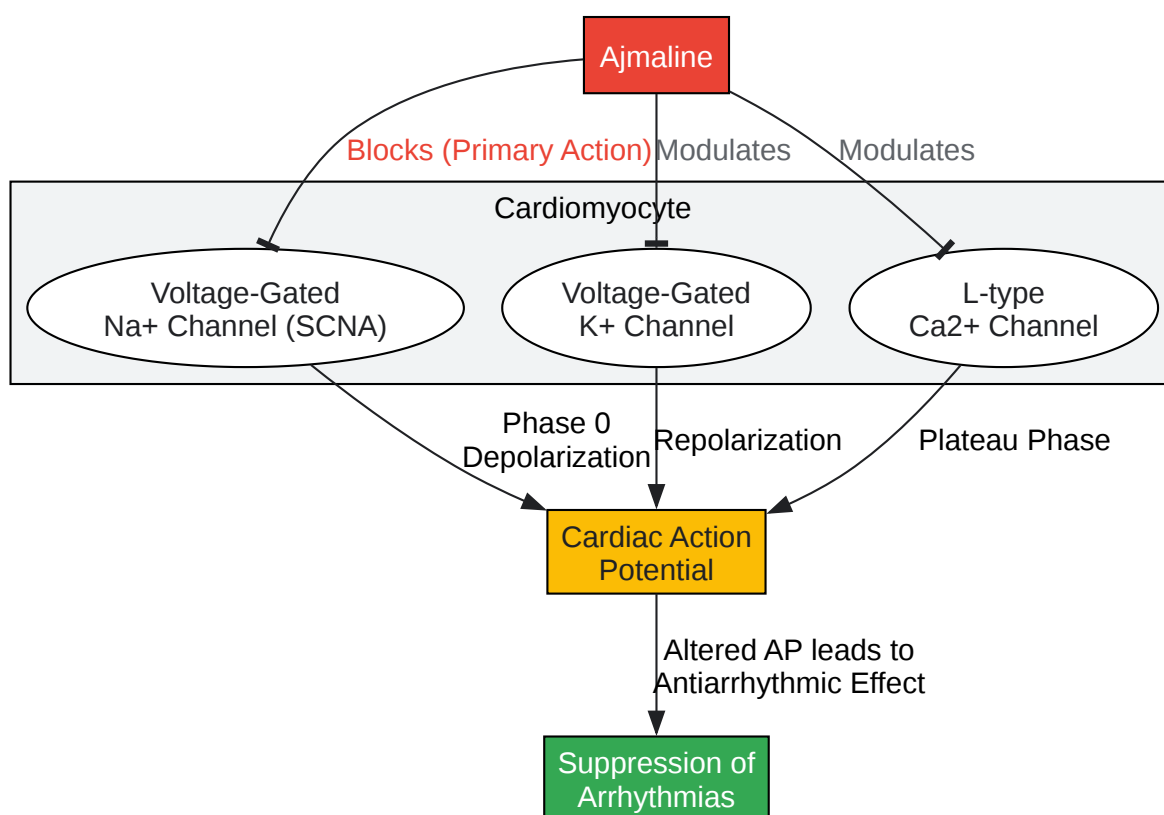 Ajmaline
Blocks (Primary Action)
Modulates
Modulates
Cardiomyocyte
Voltage-Gated
Na+ Channel (SCNA)
Voltage-Gated
K+ Channel
L-type
Ca2+ Channel
Phase 0
Depolarization
Repolarization
Plateau Phase
Cardiac Action
Potential
Altered AP leads to
Antiarrhythmic Effect
Suppression of
Arrhythmias